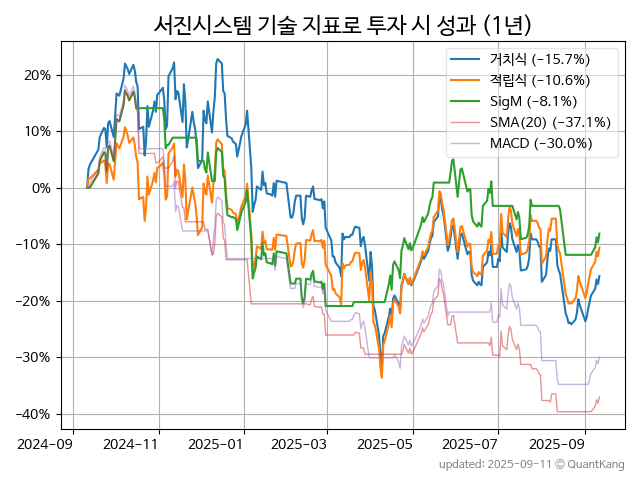 서진시스템 기술 지표로 투자 시 성과 (1년)
거치식 (−15.7%)
적립식 (−10.6%)
SigM (−8.1%)
SMA(20) (−37.1%)
MACD (−30.0%)
20%
10%
0%
−10%
−20%
−30%
−40%
2024-09
2024-11
2025-01
2025-03
2025-05
2025-07
2025-09
updated: 2025-09-11 © QuantKang